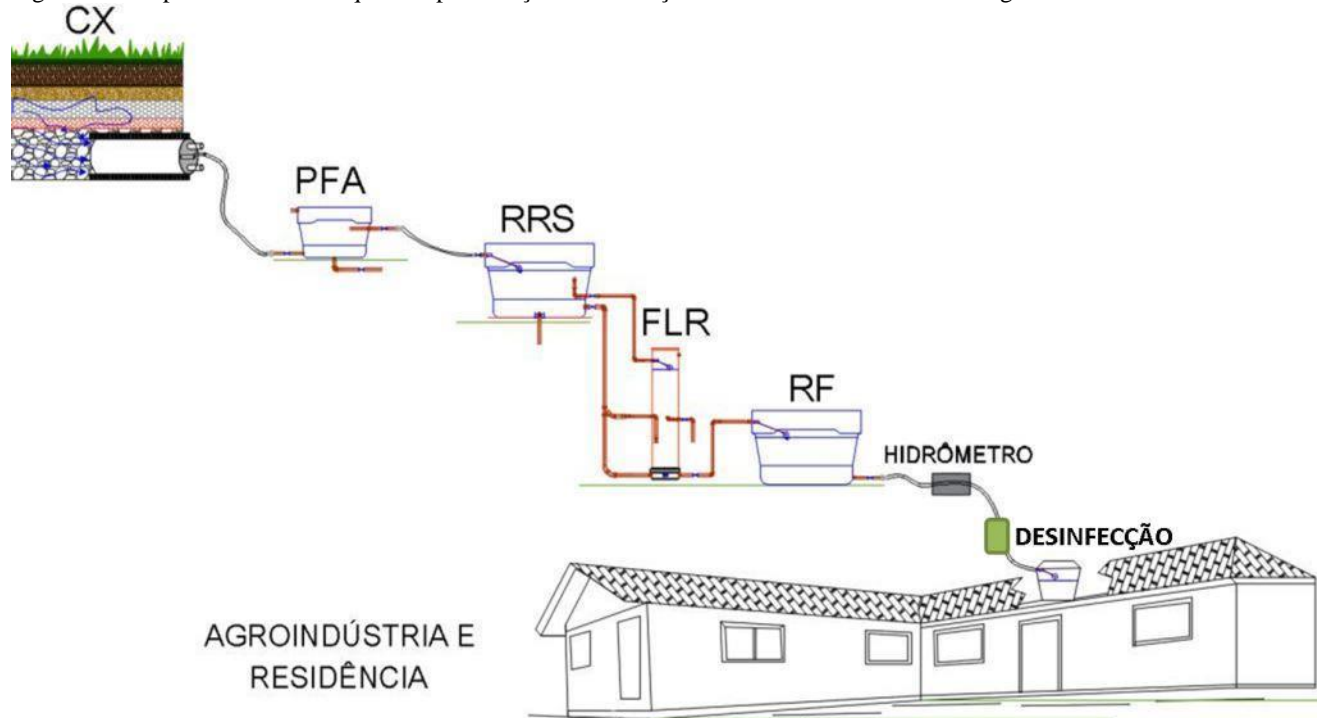 CX
PFA
RRS
FLR
RF
HIDRÔMETRO
DESINFECÇÃO
AGROINDÚSTRIA E
RESIDÊNCIA